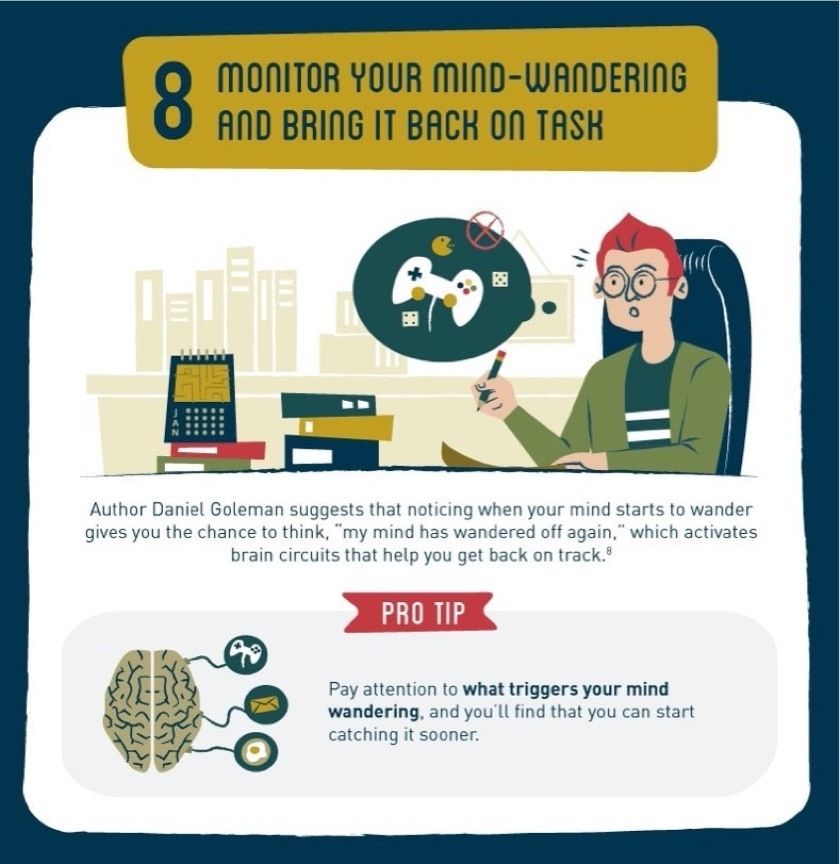 8
MONITOR YOUR MIND-WANDERING
AND BRING IT BACK ON TASK
JAN
Author Daniel Goleman suggests that noticing when your mind starts to wander
gives you the chance to think, “my mind has wandered off again,” which activates
brain circuits that help you get back on track.⁸
PRO TIP
Pay attention to what triggers your mind
wandering, and you’ll find that you can start
catching it sooner.